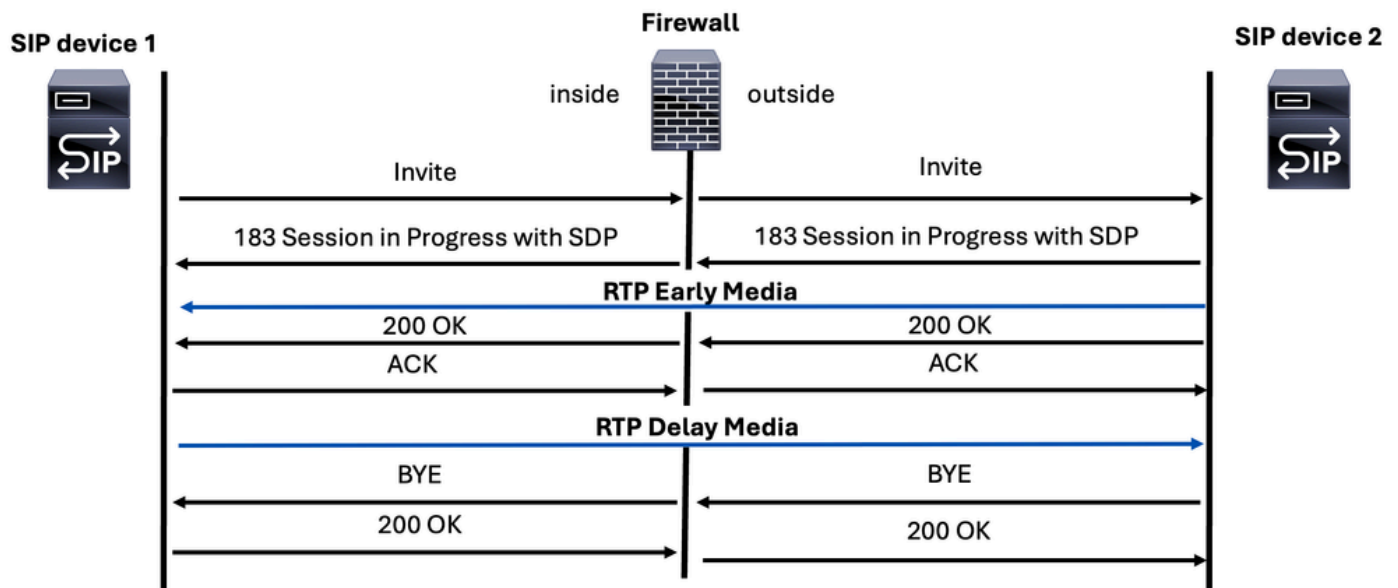 Firewall
SIP device 1
SIP device 2
inside
outside
SIP
SIP
Invite
Invite
183 Session in Progress with SDP
183 Session in Progress with SDP
RTP Early Media
200 OK
200 OK
ACK
ACK
RTP Delay Media
BYE
BYE
200 OK
200 OK